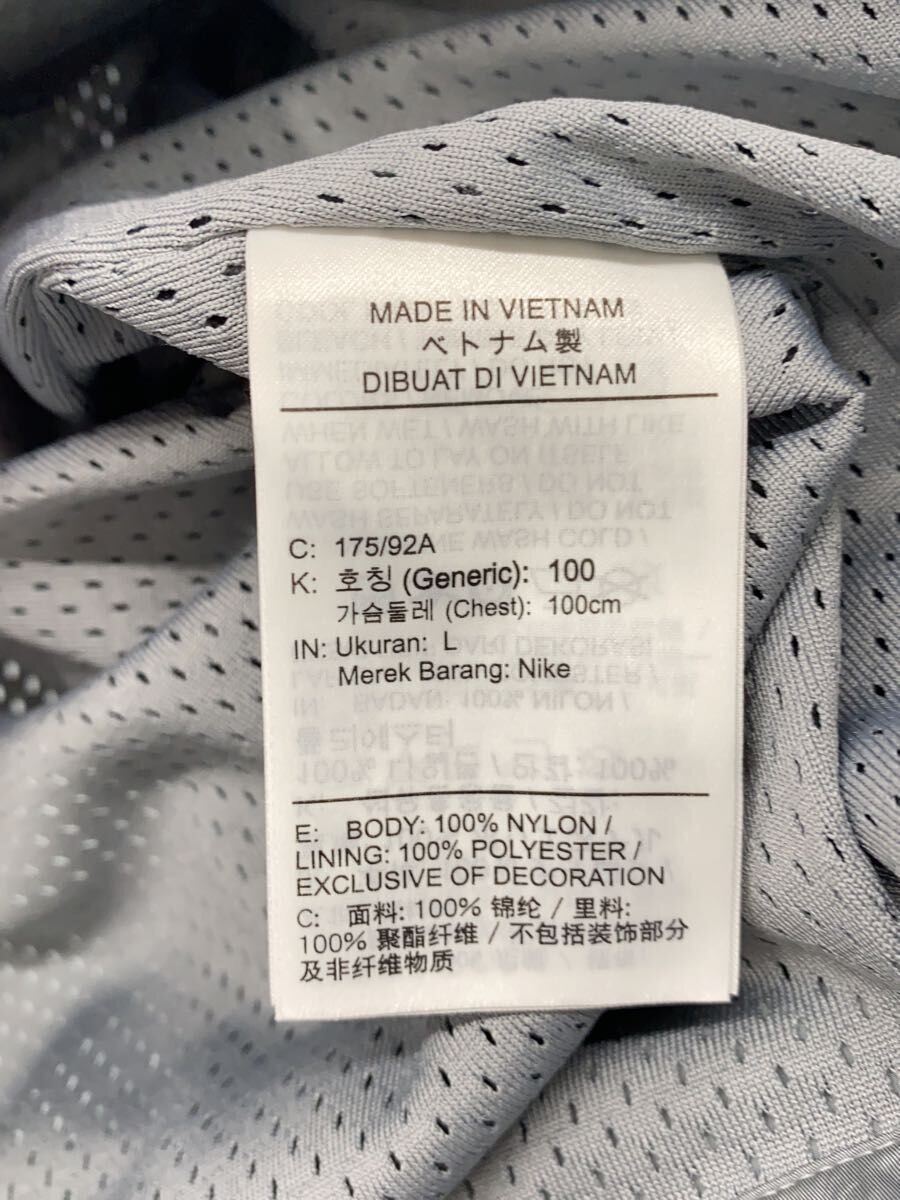 MADE IN VIETNAM
ベトナム製
DIBUAT DI VIETNAM
C: 175/92A
K: 호칭 (Generic): 100
가슴둘레 (Chest): 100cm
IN: Ukuran: L
Merek Barang: Nike
E: BODY: 100% NYLON /
LINING: 100% POLYESTER /
EXCLUSIVE OF DECORATION
C: 面料: 100% 锦纶 / 里料:
100% 聚酯纤维 / 不包括装饰部分
及非纤维物质